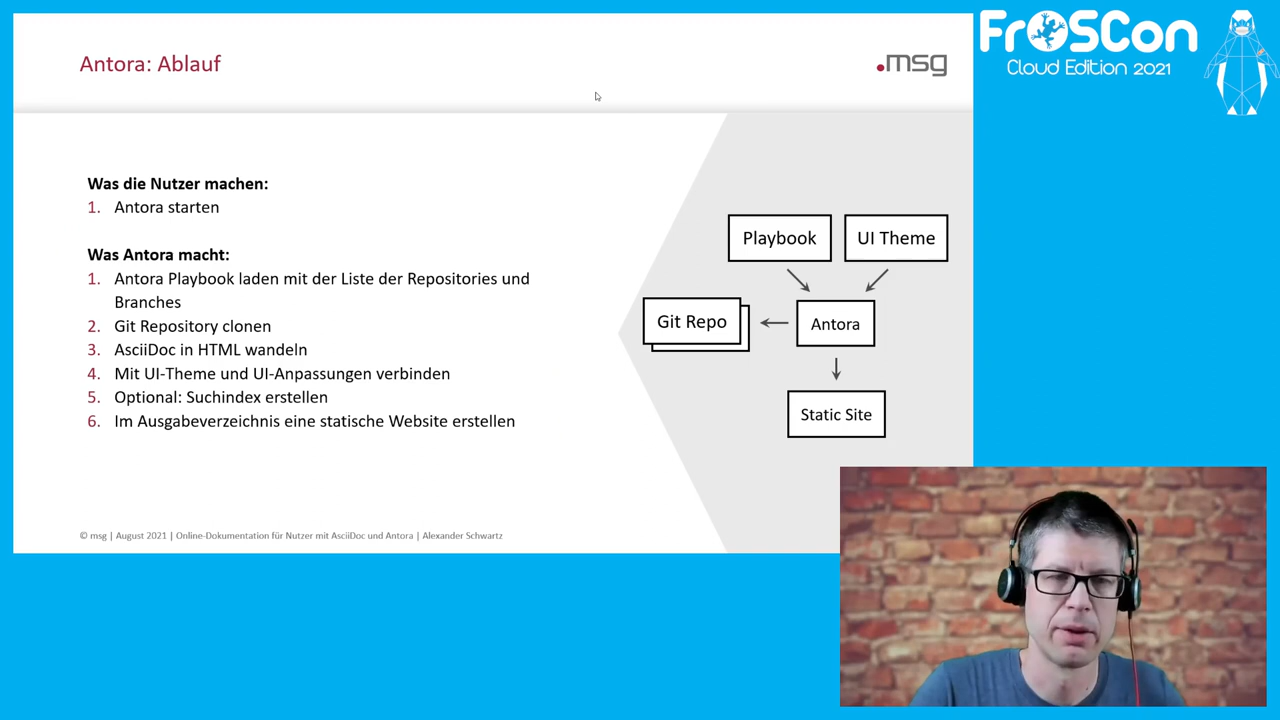 Antora: Ablauf
.msg
FrOSCon
Cloud Edition 2021
Was die Nutzer machen:
1. Antora starten
Was Antora macht:
1. Antora Playbook laden mit der Liste der Repositories und
Branches
2. Git Repository clonen
3. AsciiDoc in HTML wandeln
4. Mit UI-Theme und UI-Anpassungen verbinden
5. Optional: Suchindex erstellen
6. Im Ausgabeverzeichnis eine statische Website erstellen
Playbook
UI Theme
Git Repo
Antora
Static Site
© msg | August 2021 | Online-Dokumentation für Nutzer mit AsciiDoc und Antora | Alexander Schwartz